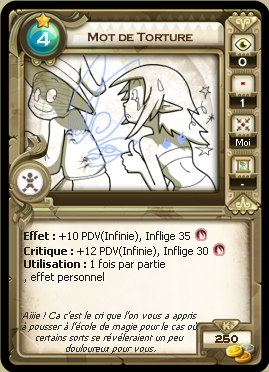 4
MOT DE TORTURE
0
1
Moi
-
Effet : +10 PDV(Infinie), Inflige 35
Critique : +12 PDV(Infinie), Inflige 30
Utilisation : 1 fois par partie
, effet personnel
Aiiie ! Ca c'est le cri que l'on vous a appris
à pousser à l'école de magie pour le cas ou
certains sorts se révéleraient un peu
douloureux pour vous.
K
250